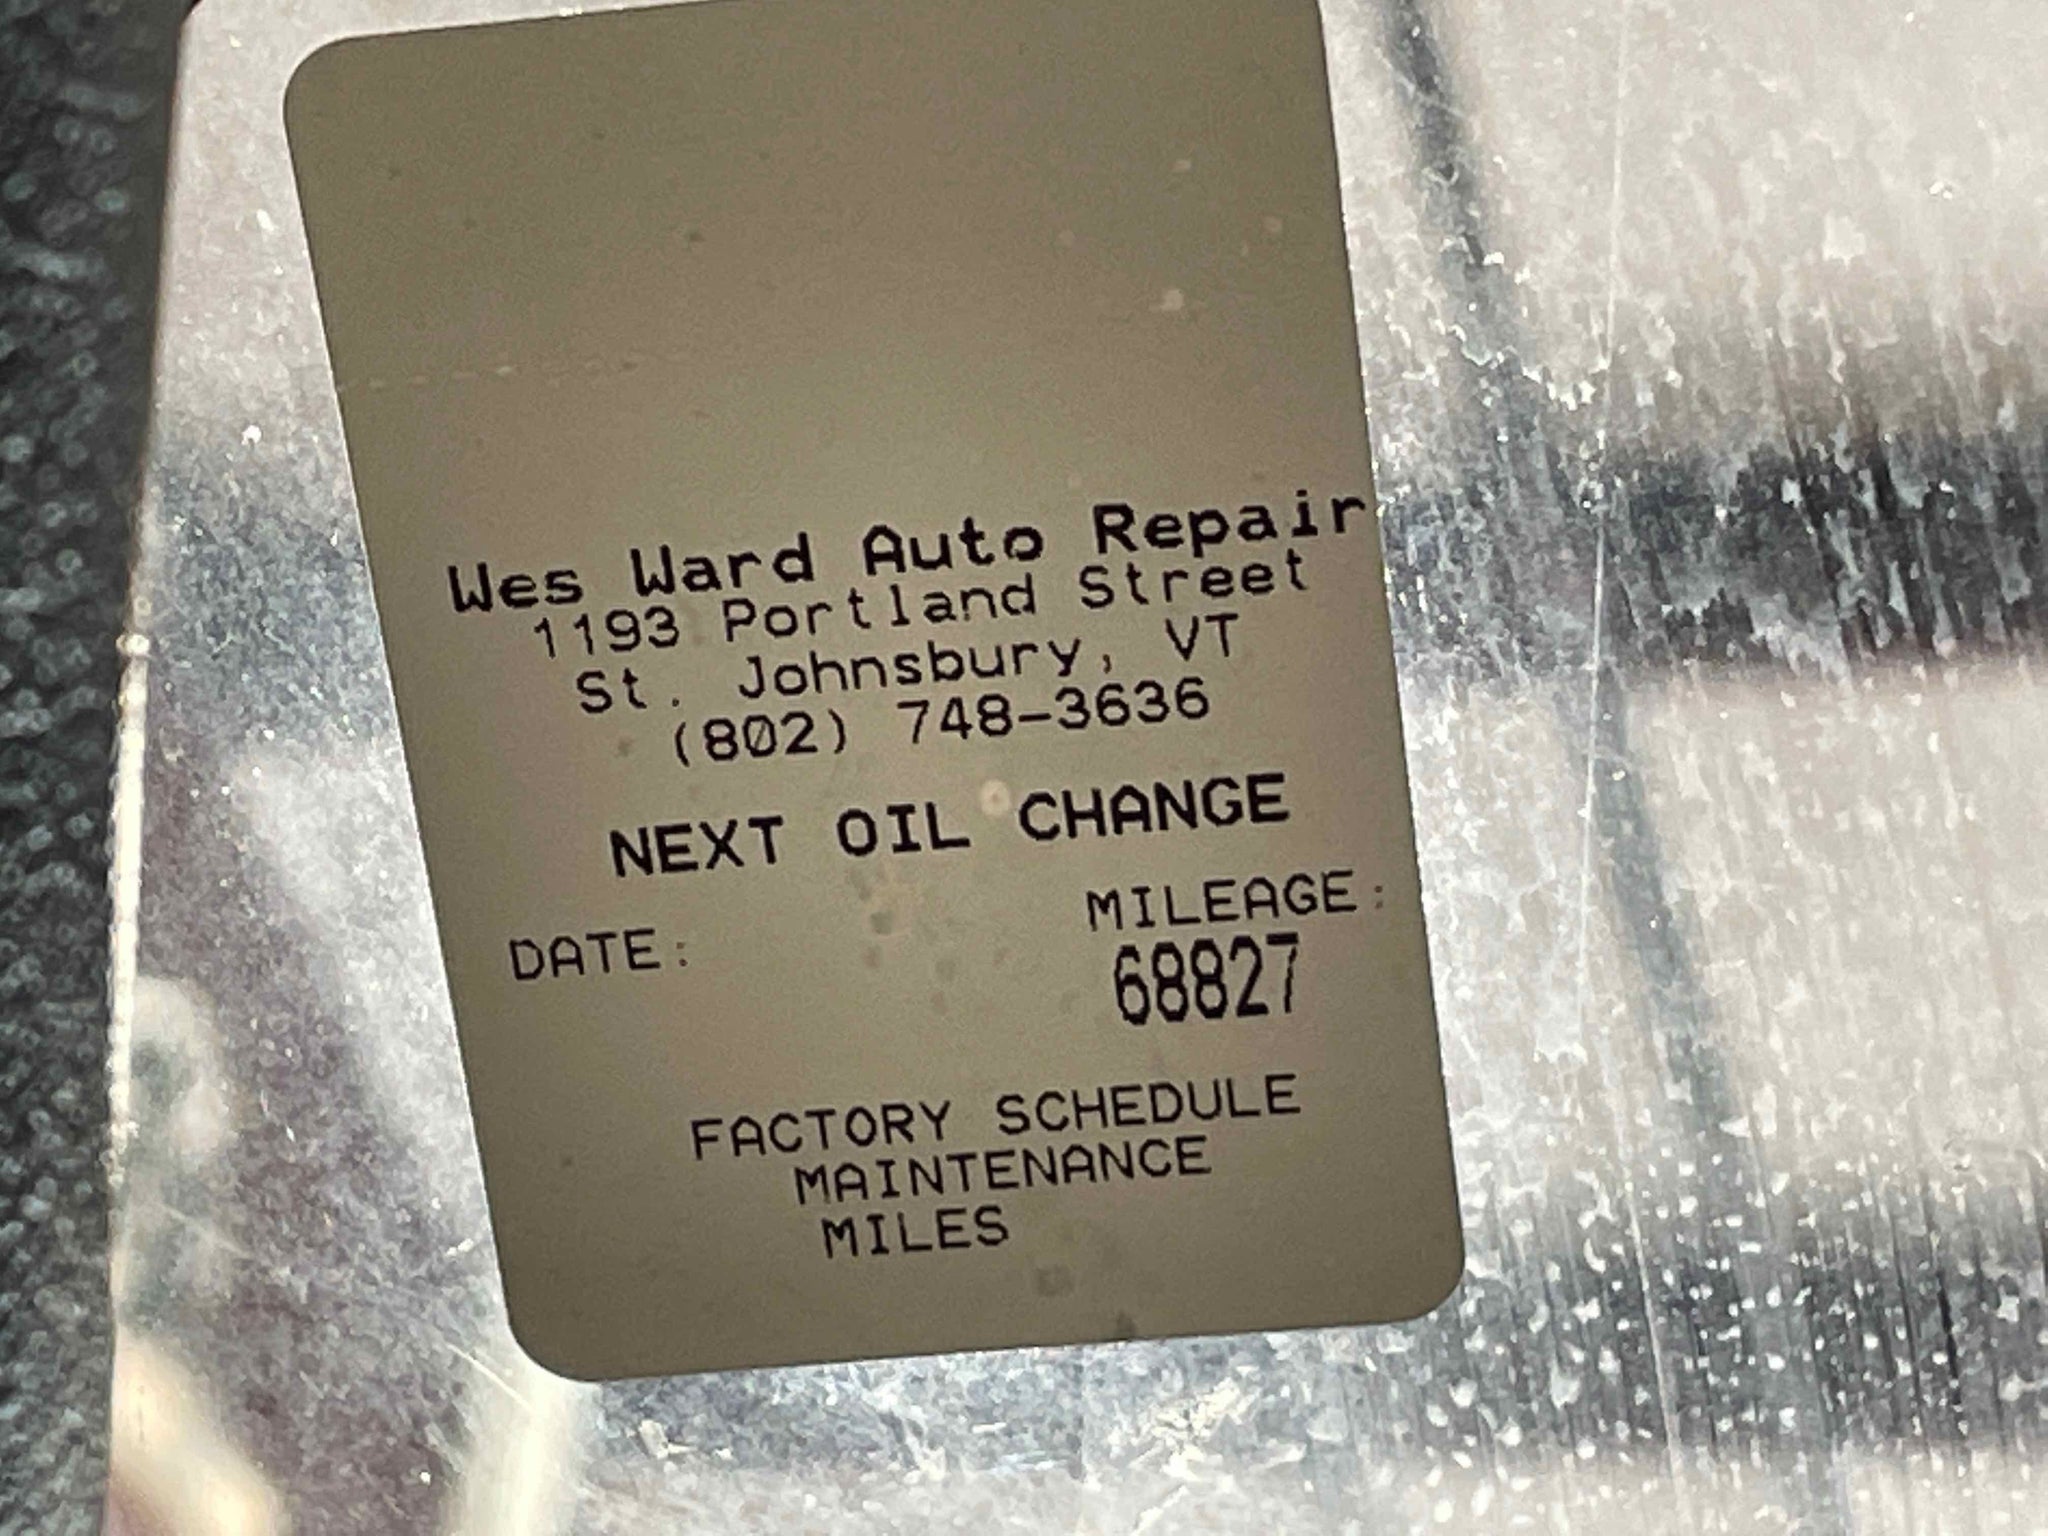 Wes Ward Auto Repair
1193 Portland Street
St. Johnsbury, VT
(802) 748-3636
NEXT OIL CHANGE
DATE: MILEAGE:
68827
FACTORY SCHEDULE
MAINTENANCE
MILES